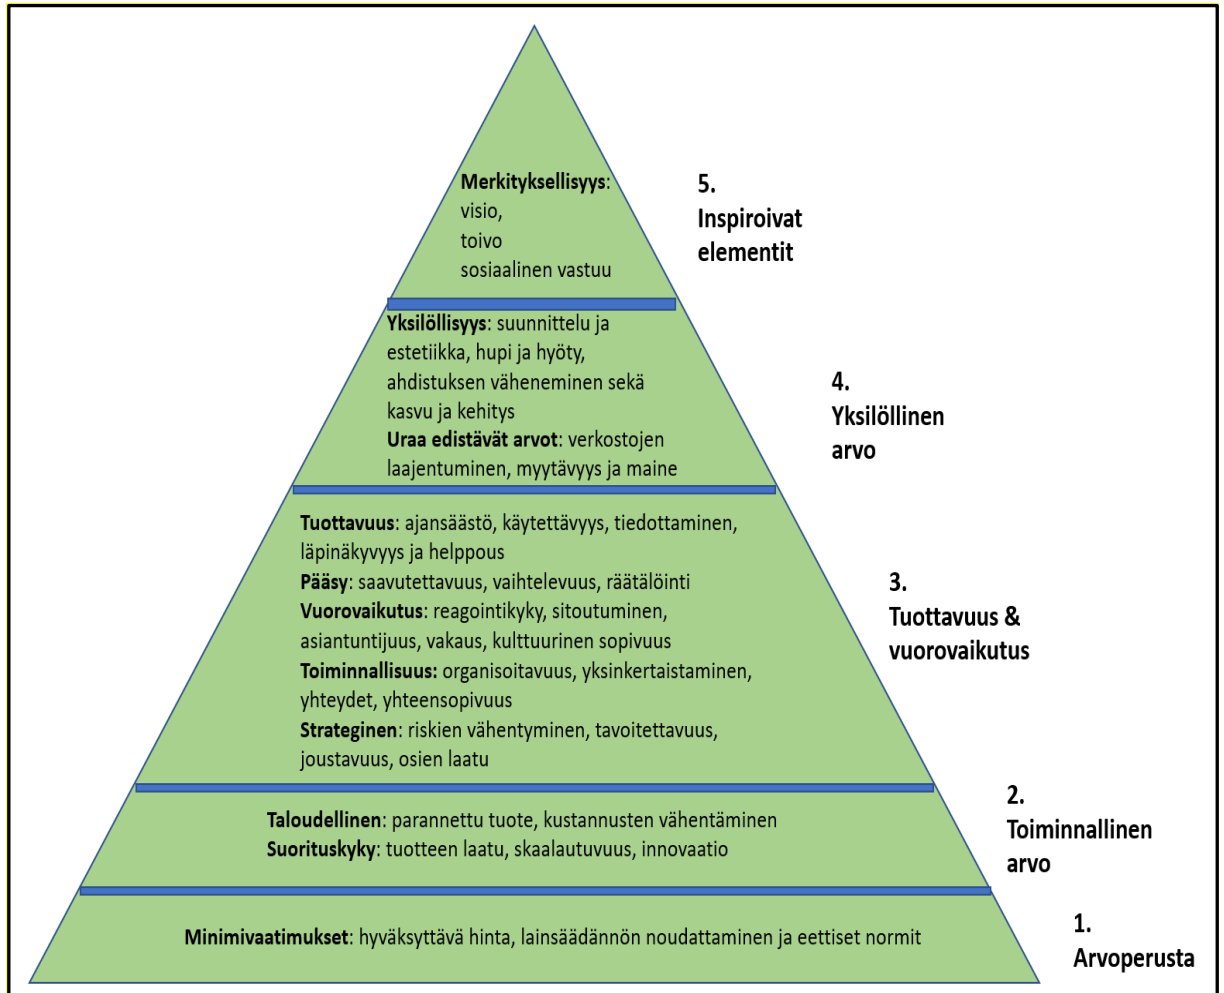 Merkityksellisyys:
visio,
toivo
sosiaalinen vastuu
5.
Inspiroivat
elementit
Yksilöllisyys: suunnittelu ja
estetiikka, hupi ja hyöty,
ahdistuksen väheneminen sekä
kasvu ja kehitys
Uraa edistävät arvot: verkostojen
laajentuminen, myytävyys ja maine
4.
Yksilöllinen
arvo
Tuottavuus: ajansäästö, käytettävyys, tiedottaminen,
läpinäkyvyys ja helppous
Pääsy: saavutettavuus, vaihtelevuus, räätälöinti
Vuorovaikutus: reagointikyky, sitoutuminen,
asiantuntijuus, vakaus, kulttuurinen sopivuus
Toiminnallisuus: organisoitavuus, yksinkertaistaminen,
yhteydet, yhteensopivuus
Strateginen: riskien vähentyminen, tavoitettavuus,
joustavuus, osien laatu
3.
Tuottavuus &
vuorovaikutus
Taloudellinen: parannettu tuote, kustannusten vähentäminen
Suorituskyky: tuotteen laatu, skaalautuvuus, innovaatio
2.
Toiminnallinen
arvo
Minimivaatimukset: hyväksyttävä hinta, lainsäädännön noudattaminen ja eettiset normit
1.
Arvoperusta